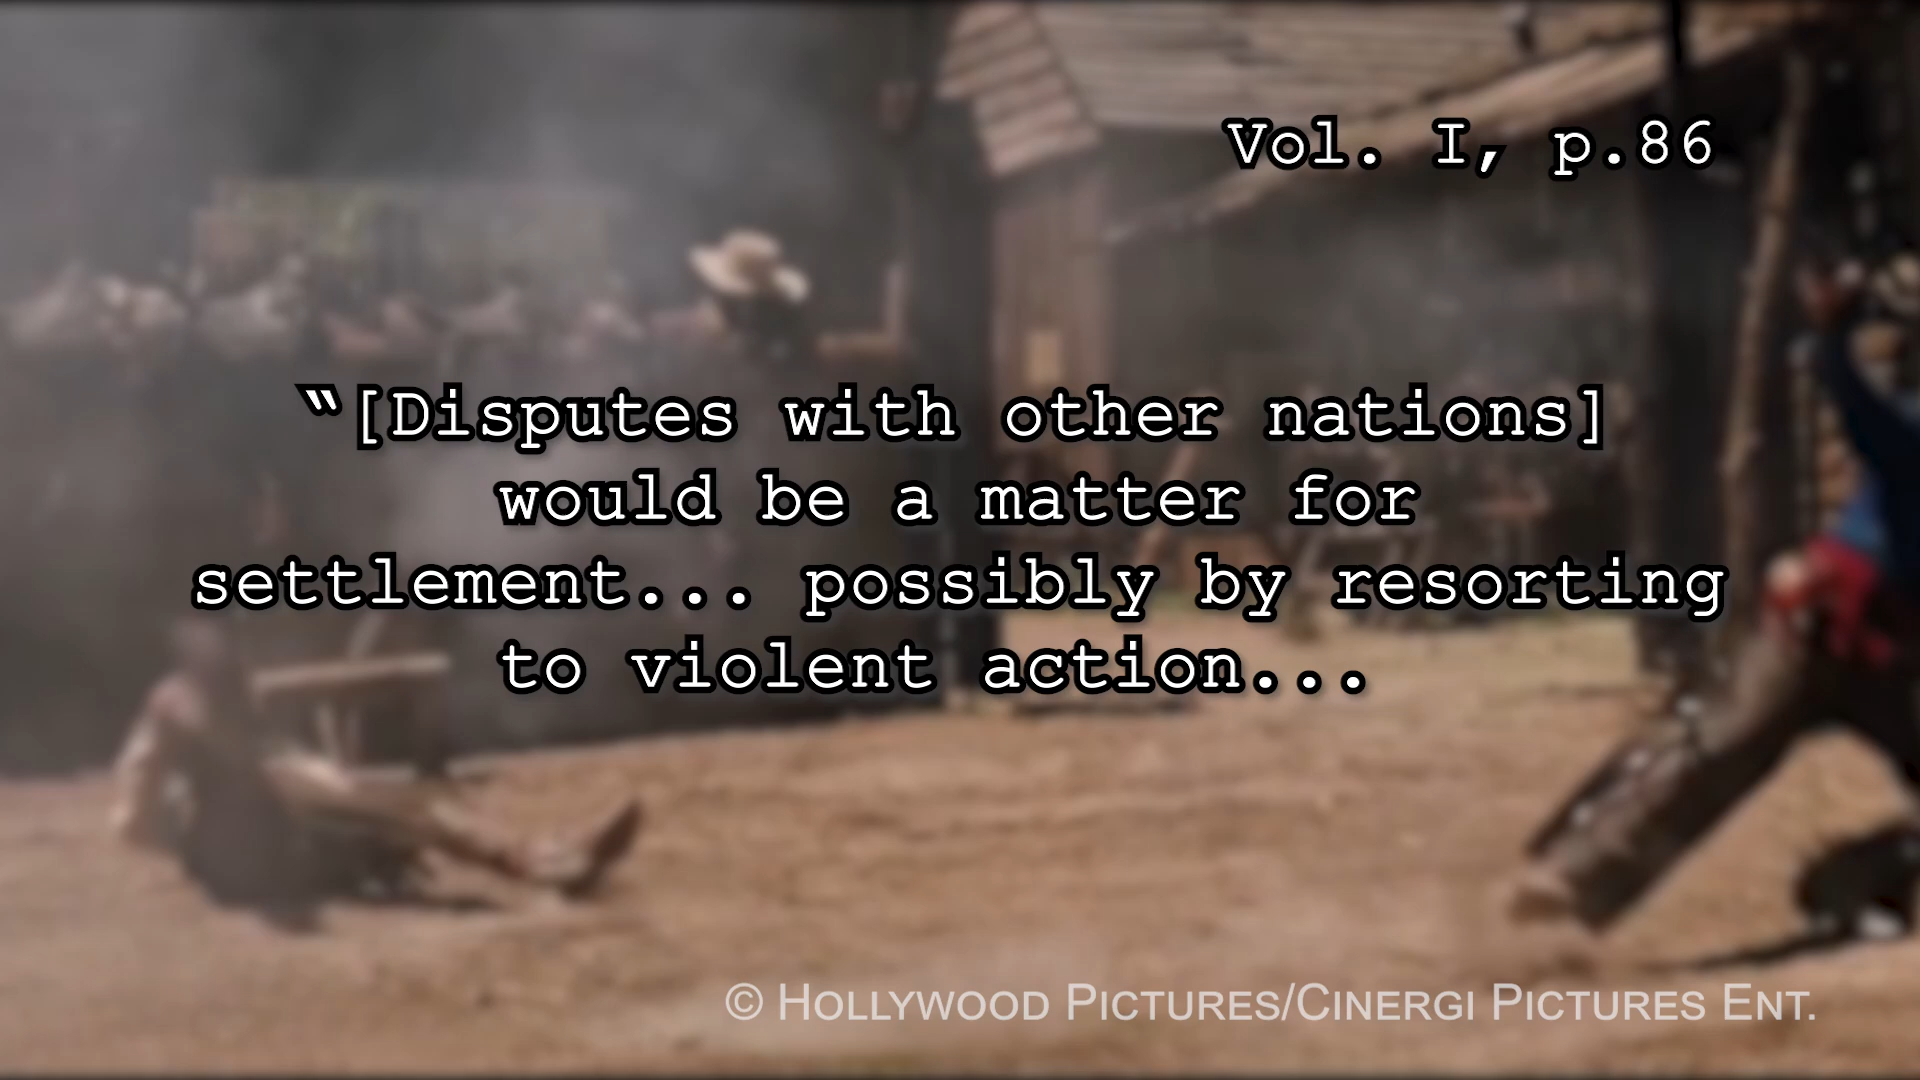 Vol. I, p.86
“[Disputes with other nations]
would be a matter for
settlement... possibly by resorting
to violent action...
© Hollywood Pictures/Cinergi Pictures Ent.